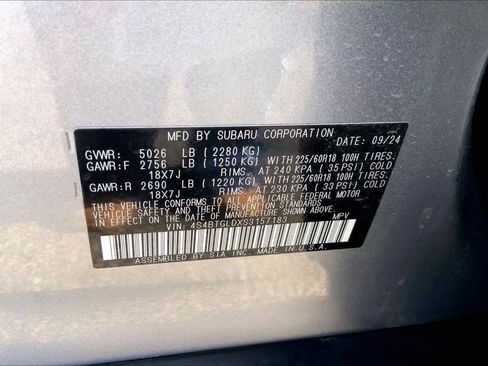 MFD BY SUBARU CORPORATION DATE: 09/24
GVWR: 5026 LB ( 2280 KG)
GAWR:F 2756 LB ( 1250 KG) WITH 225/60R18 100H TIRES.
18X7J RIMS. AT 240 KPA ( 35 PSI) COLD
GAWR:R 2690 LB ( 1220 KG) WITH 225/60R18 100H TIRES.
18X7J RIMS. AT 230 KPA ( 33 PSI) COLD
THIS VEHICLE CONFORMS TO ALL APPLICABLE FEDERAL MOTOR
VEHICLE SAFETY, BUMPER, AND THEFT PREVENTION STANDARDS
IN EFFECT ON THE DATE OF MANUFACTURE SHOWN ABOVE.
VIN: 4S4BTGLDXS3157183 MPV
ASSEMBLED BY SIA INC. MADE IN U.S.A.